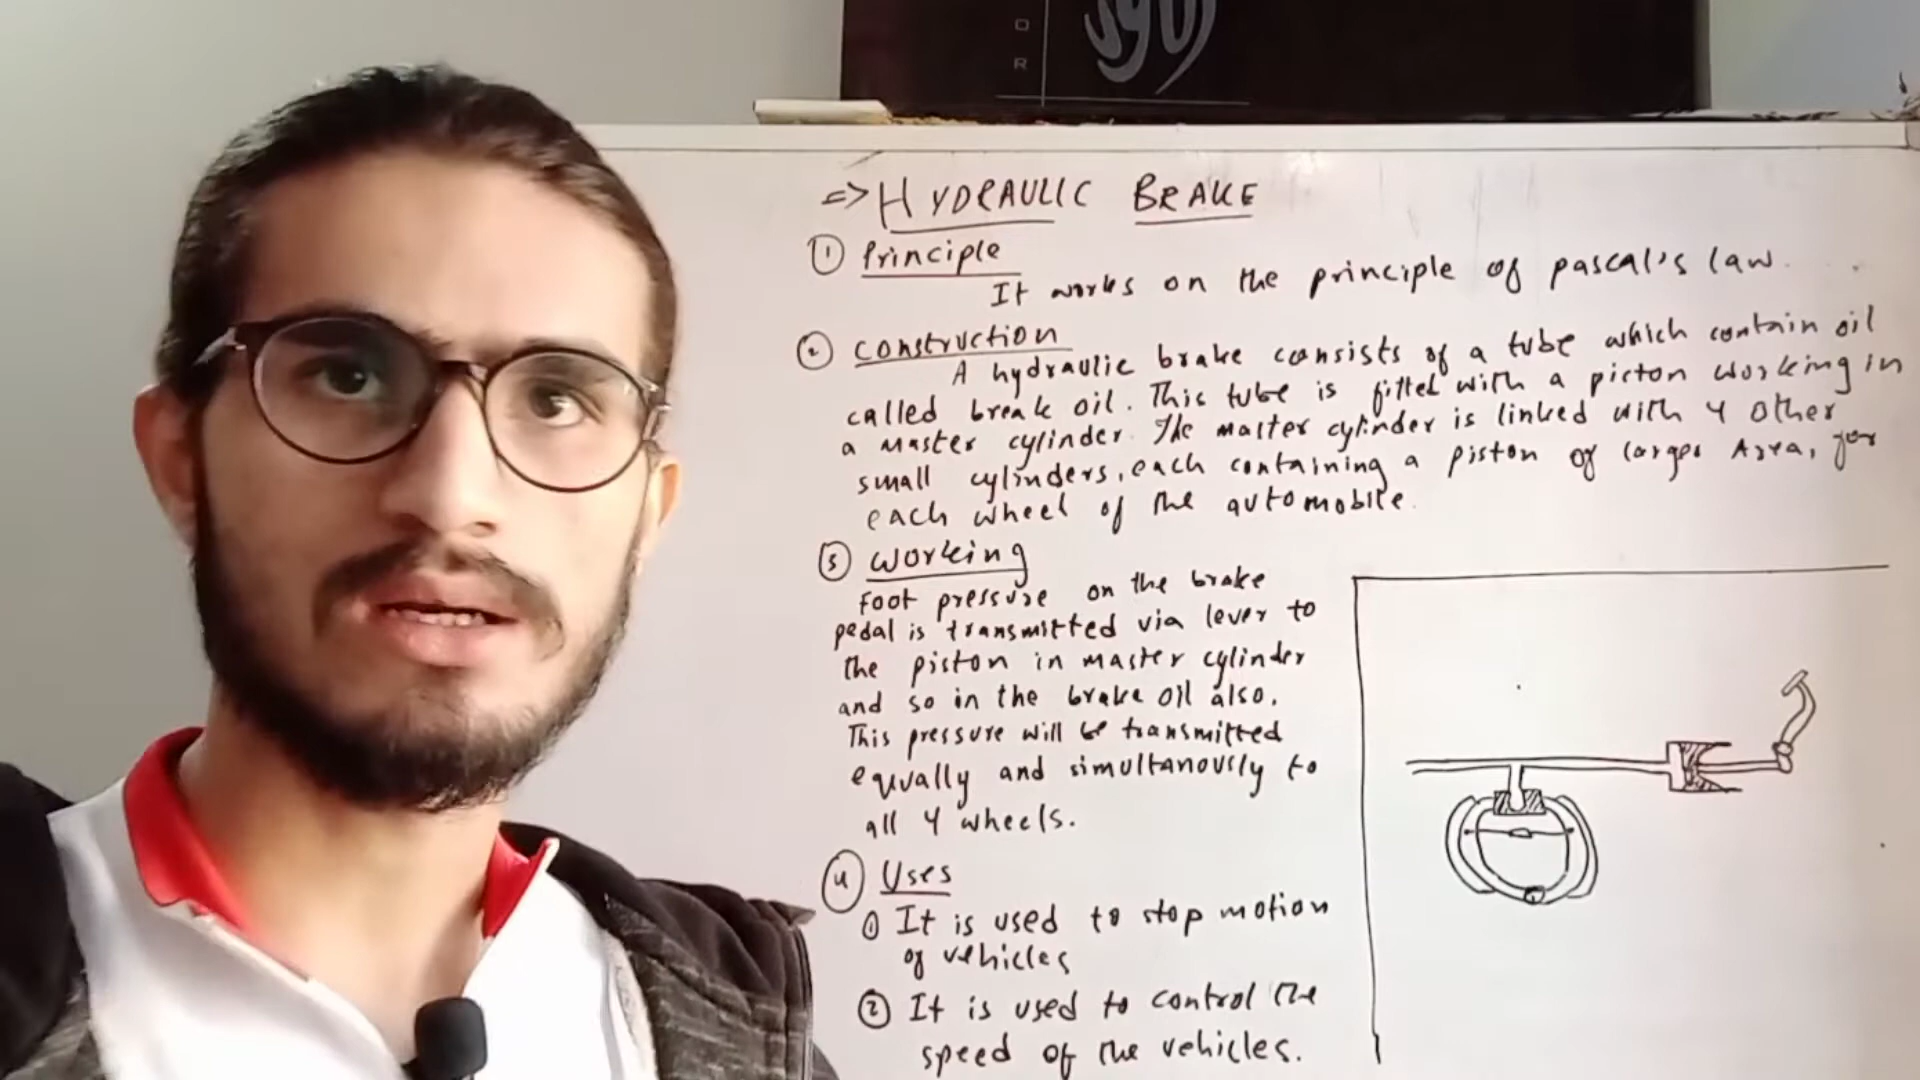 O
R
=> HYDRAULIC BRAKE
① Principle
It works on the principle of pascal's law.
② Construction
A hydraulic brake consists of a tube which contain oil
called break oil. This tube is fitted with a picton working in
a master cylinder. The master cylinder is linked with 4 other
small cylinders, each containing a piston of larger Area, for
each wheel of the automobile.
③ Working
foot pressure on the brake
pedal is transmitted via lever to
the piston in master cylinder
and so in the brake oil also.
This pressure will be transmitted
equally and simultanously to
all 4 wheels.
④ Uses
① It is used to stop motion
of vehicles
② It is used to control the
speed of the vehicles.